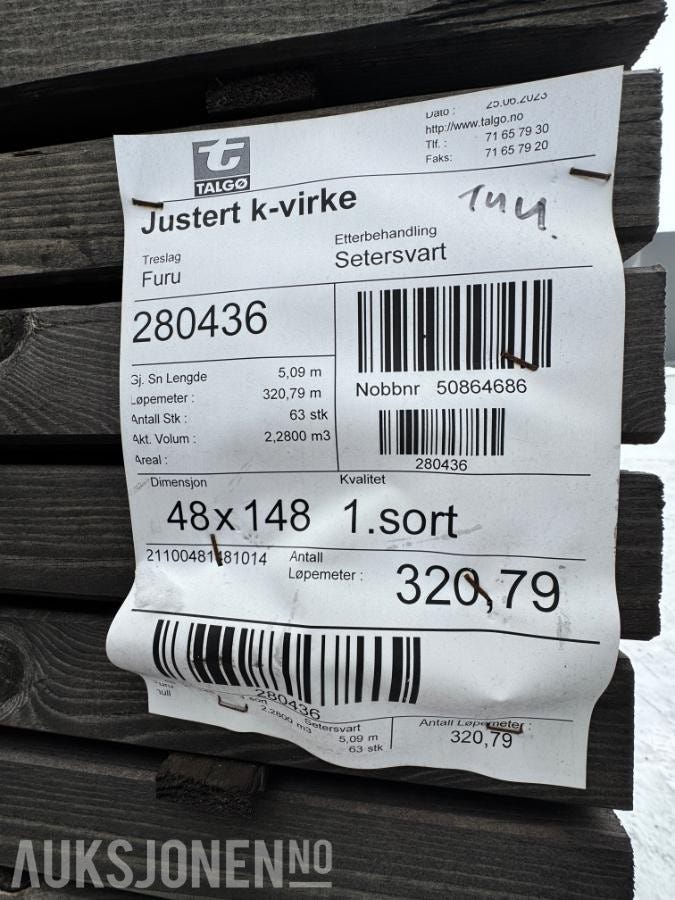 Dato : 25.06.2023
http://www.talgo.no
Tlf. : 71 65 79 30
Faks: 71 65 79 20
TALGØ
Justert k-virke
Treslag
Furu
Etterbehandling
Setersvart
280436
Gj. Sn Lengde 5,09 m
Løpemeter : 320,79 m
Antall Stk : 63 stk
Akt. Volum : 2,2800 m3
Areal :
Nobbnr 50864686
280436
Dimensjon
48x148
Kvalitet
1.sort
21100481481014
Antall
Løpemeter :
320,79
280436
Furu
1.sort
2,2800 m3
Setersvart
5,09 m
63 stk
Antall Løpemeter :
320,79
AUKSJONEN NO